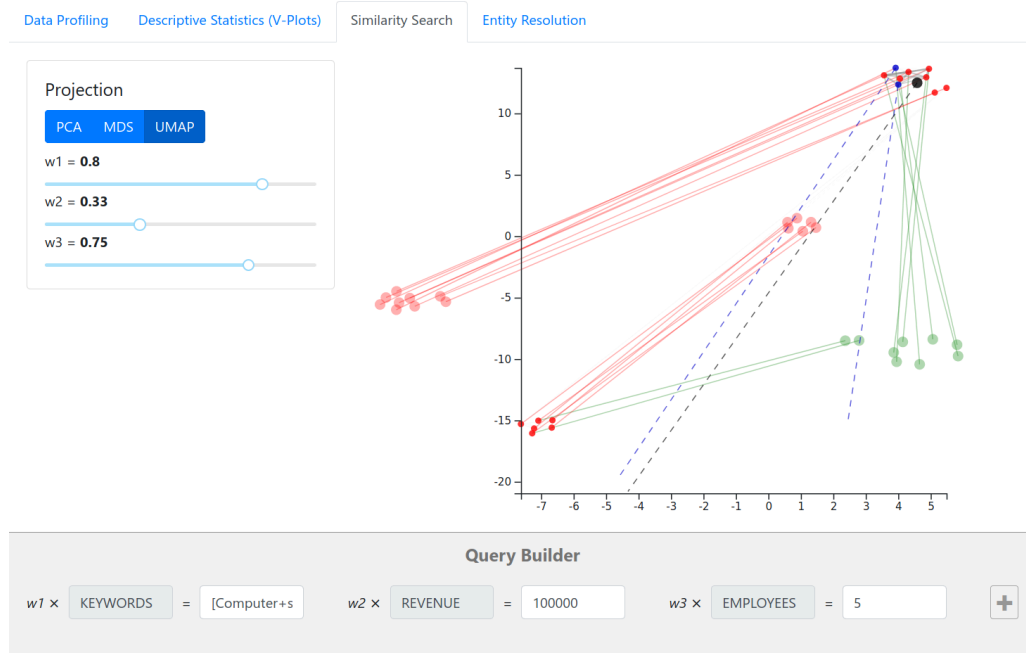 Data Profiling Descriptive Statistics (V-Plots) Similarity Search Entity Resolution
Projection
PCA MDS UMAP
w1 = 0.8
w2 = 0.33
w3 = 0.75
10
5
0
-5
-10
-15
-20
-7 -6 -5 -4 -3 -2 -1 0 1 2 3 4 5
Query Builder
w1 × KEYWORDS = [Computer+s w2 × REVENUE = 100000 w3 × EMPLOYEES = 5 +